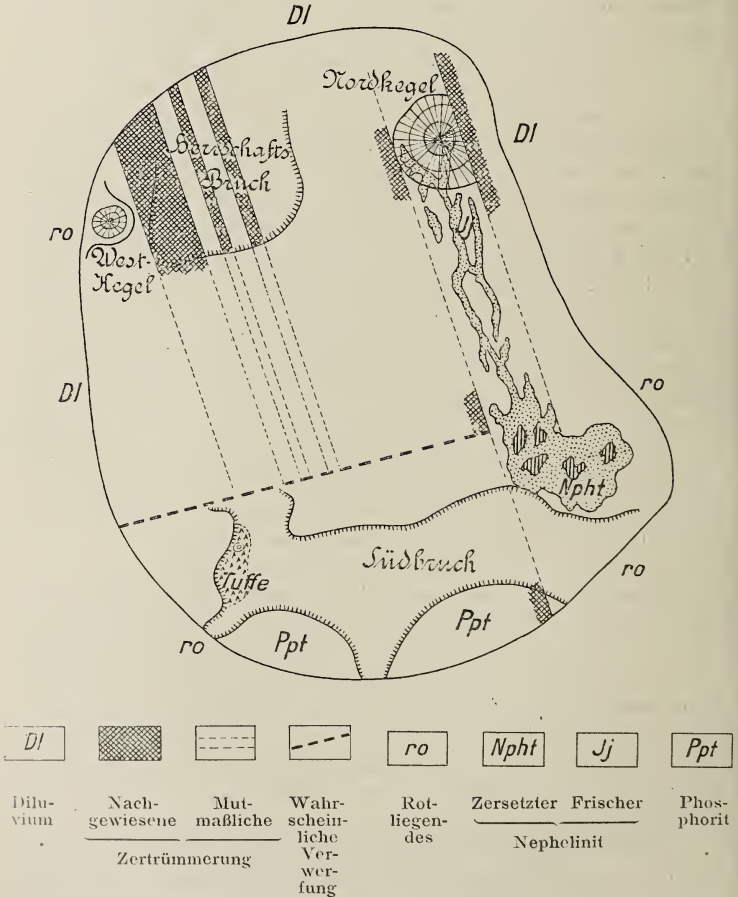 Dl
Nordkegel
Dl
Herrschafts
Bruch
Jj
ro
West-
Kegel
Dl
ro
Npht
Südbruch
Tuffe
ro
ro
Ppt
Ppt
Dl
ro
Npht
Jj
Ppt
Dilu-
vium
Nach-
gewiesene
Mut-
maßliche
Zertrümmerung
Wahr-
schein-
liche
Ver-
wer-
fung
Rot-
liegen-
des
Zersetzter
Frischer
Nephelinit
Phos-
phorit